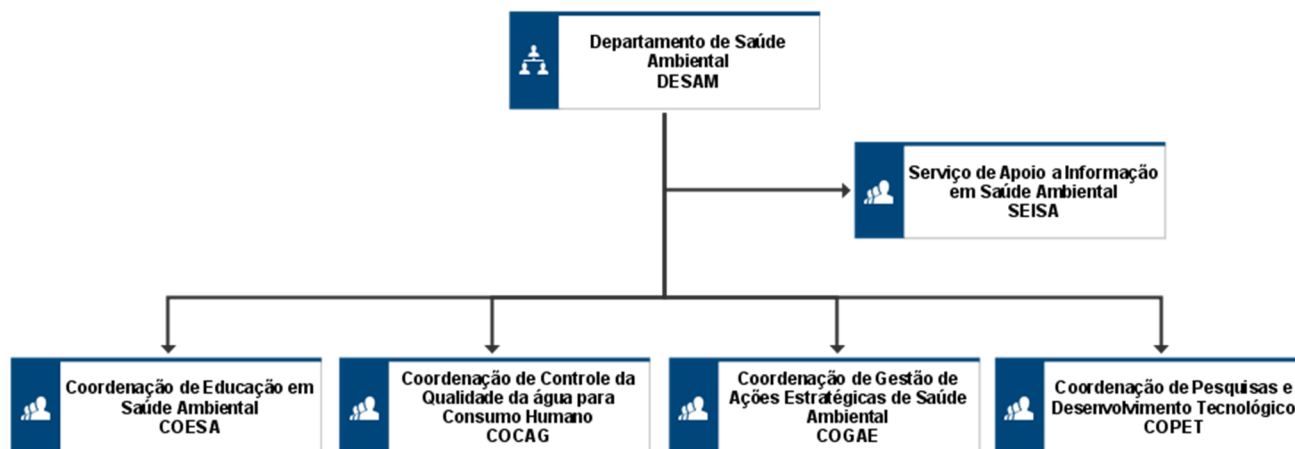 Departamento de Saúde
Ambiental
DESAM
Serviço de Apoio a Informação
em Saúde Ambiental
SEISA
Coordenação de Educação em
Saúde Ambiental
COESA
Coordenação de Controle da
Qualidade da água para
Consumo Humano
COCAG
Coordenação de Gestão de
Ações Estratégicas de Saúde
Ambiental
COGAE
Coordenação de Pesquisas e
Desenvolvimento Tecnológico
COPET